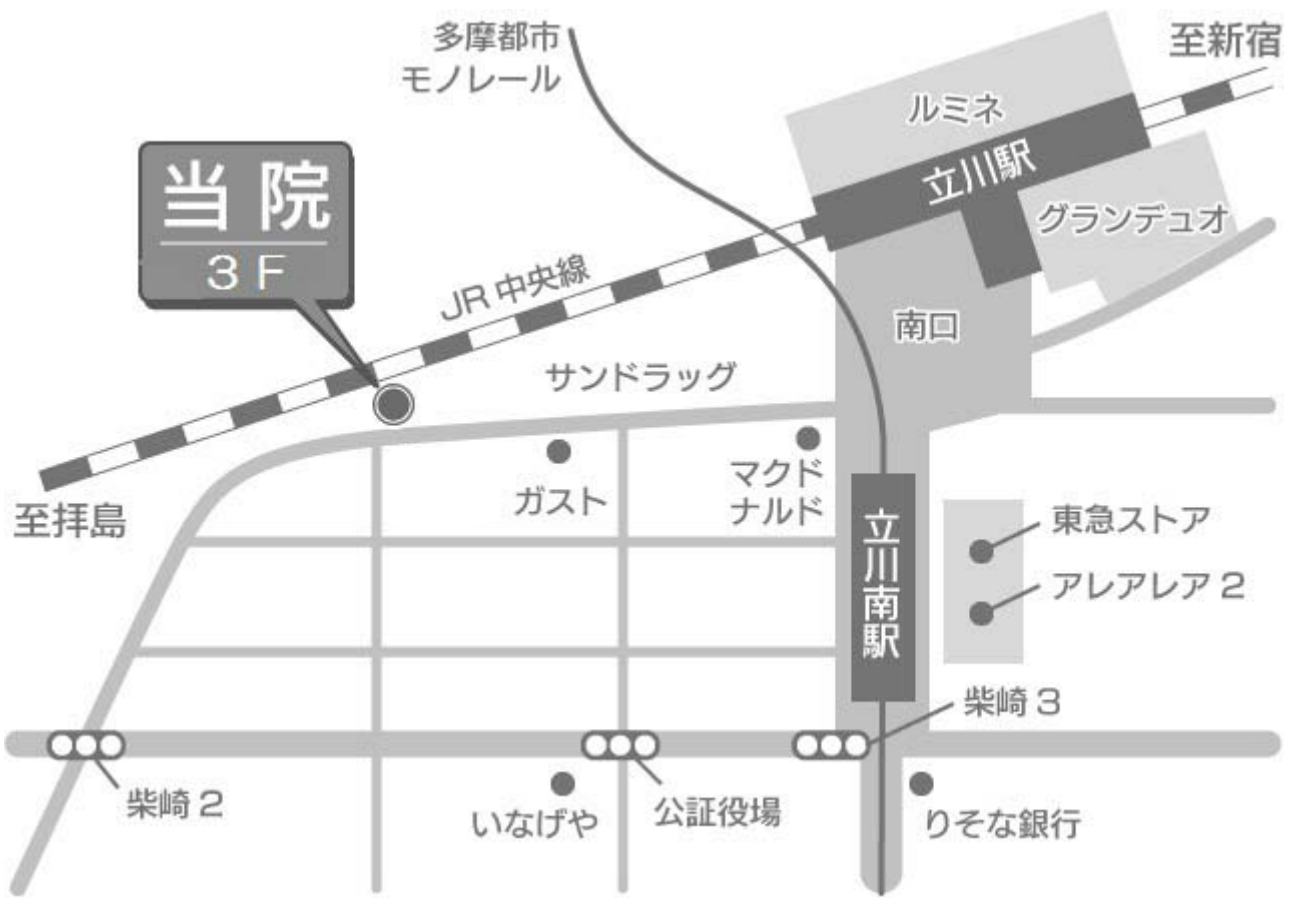 多摩都市
モノレール
至新宿
ルミネ
立川駅
グランデュオ
当院
3F
JR中央線
南口
サンドラッグ
至拝島
ガスト
マクド
ナルド
立川南駅
東急ストア
アレアレア2
柴崎3
柴崎2
いなげや
公証役場
りそな銀行